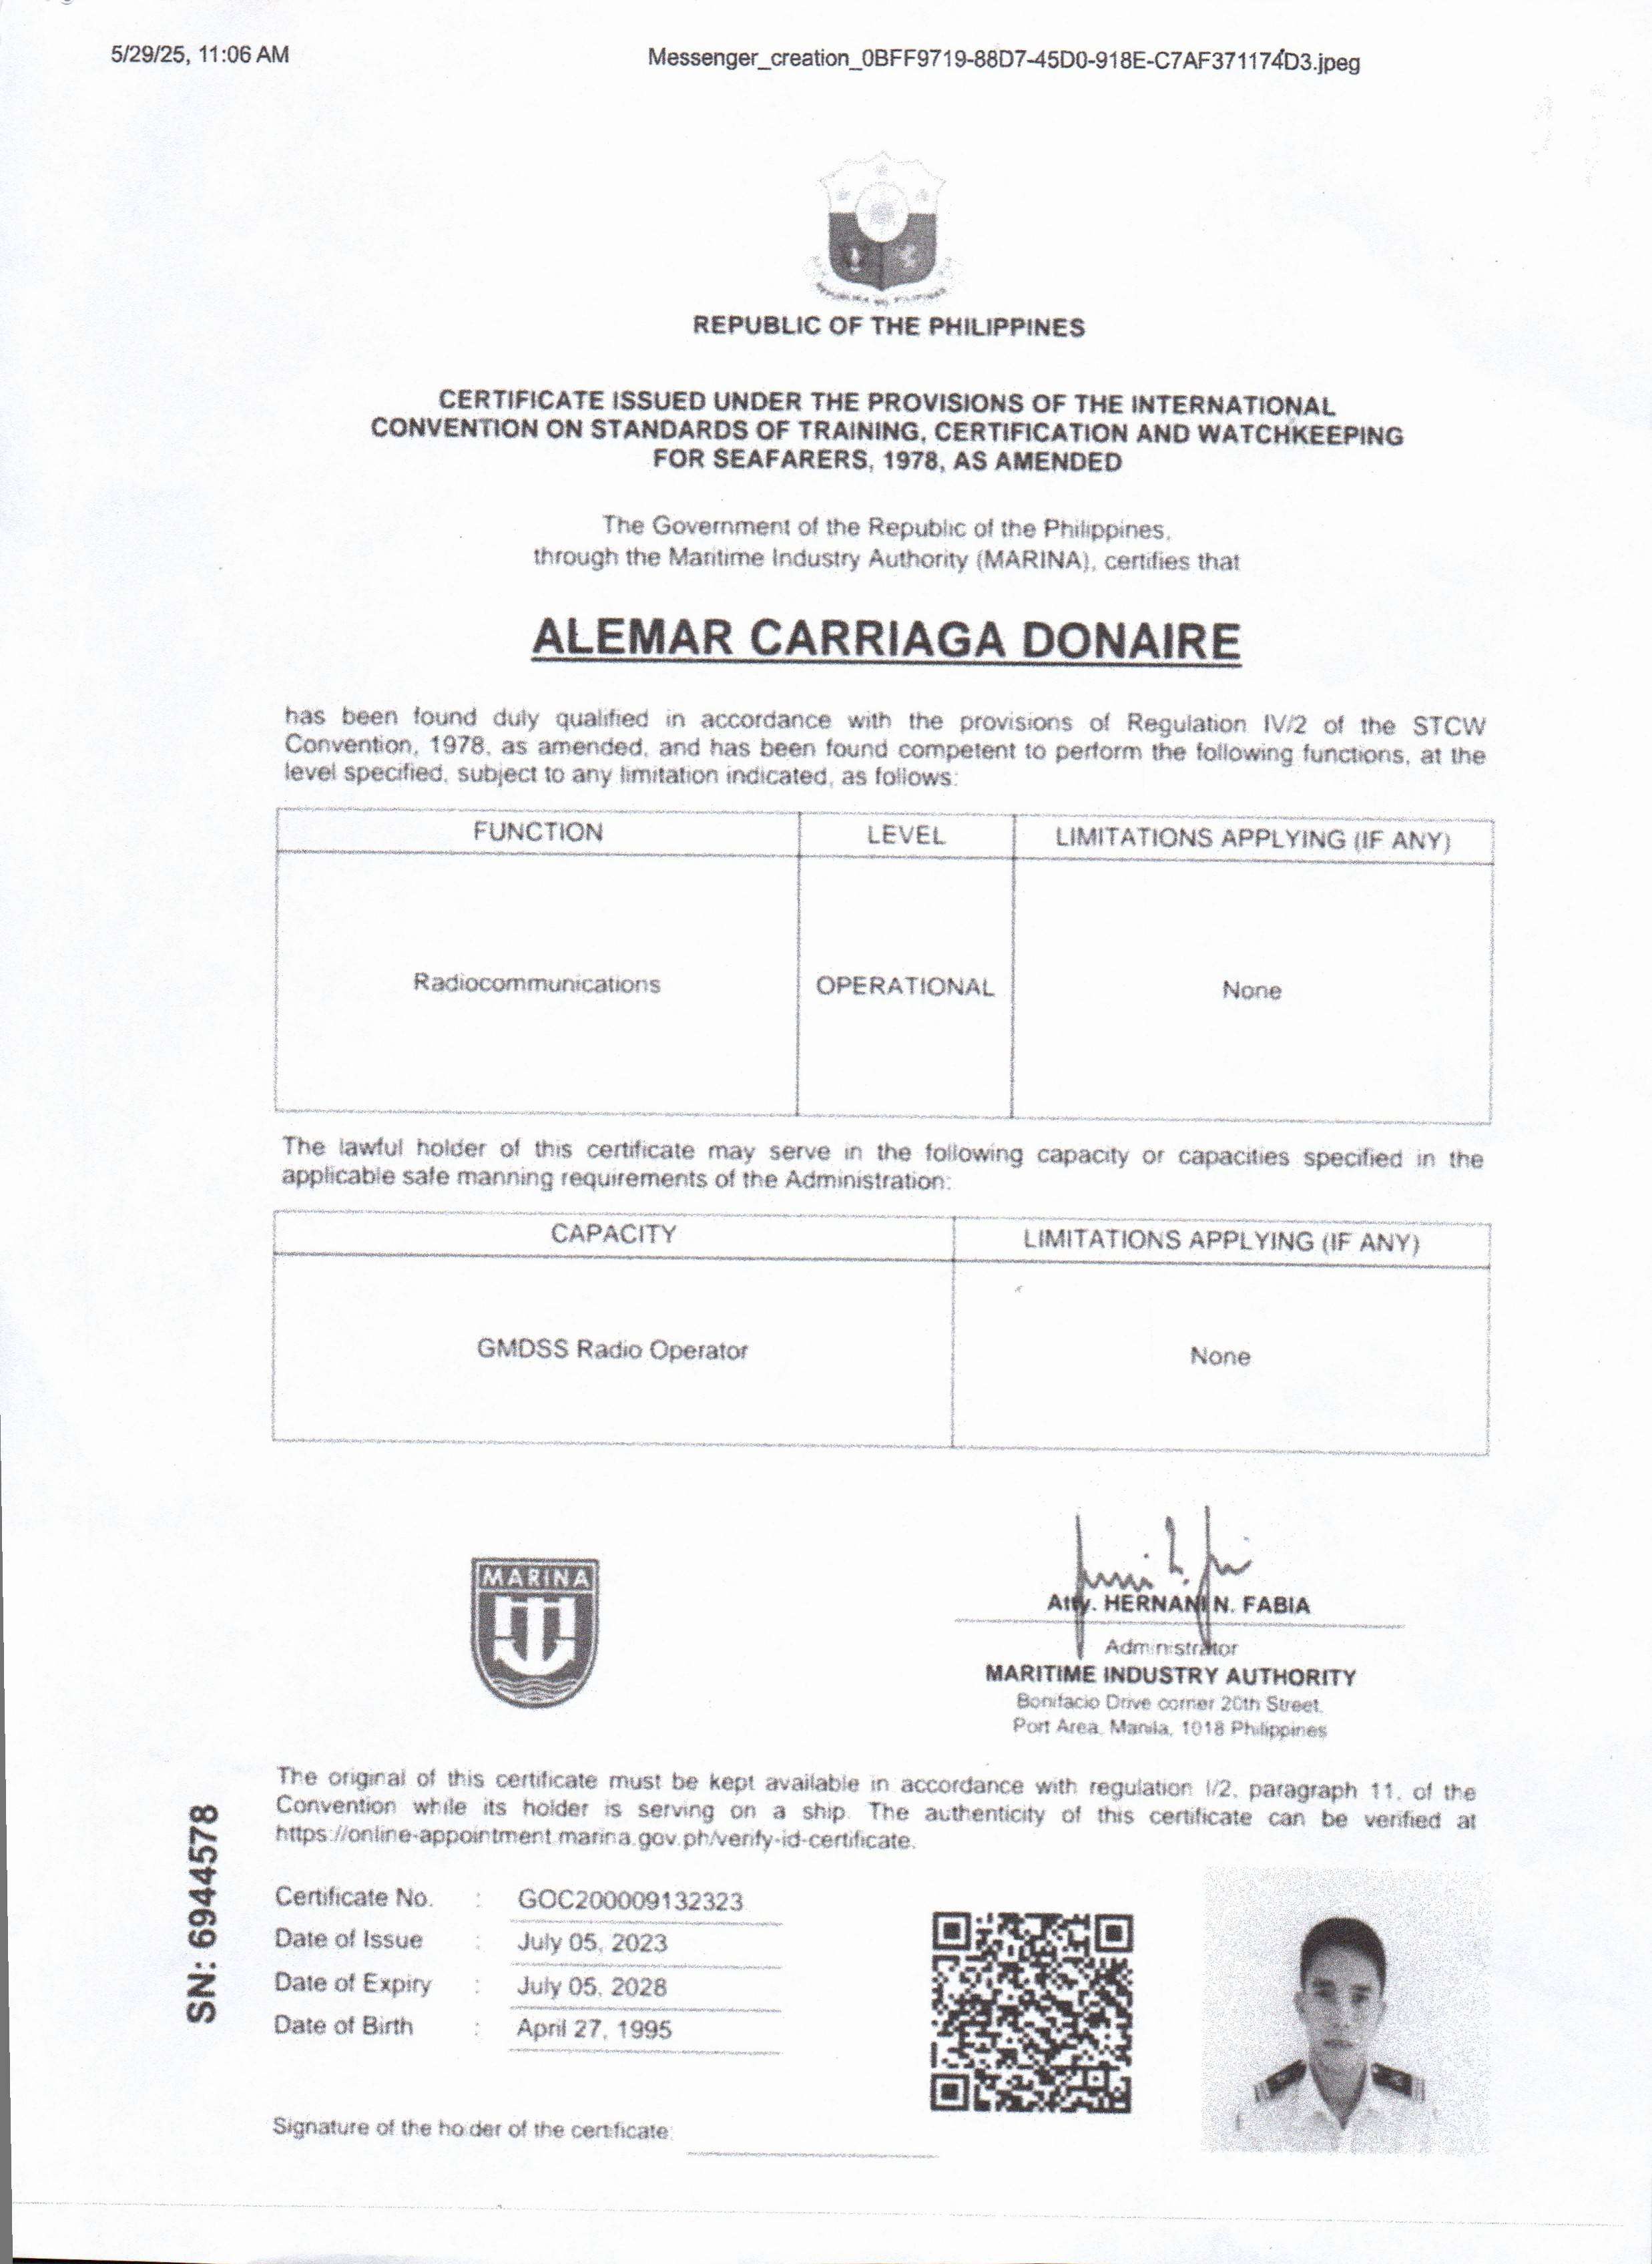 5/29/25, 11:06 AM
Messenger_creation_0BFF9719-88D7-45D0-918E-C7AF371174D3.jpeg
REPUBLIKA NG PILIPINAS
REPUBLIC OF THE PHILIPPINES
CERTIFICATE ISSUED UNDER THE PROVISIONS OF THE INTERNATIONAL
CONVENTION ON STANDARDS OF TRAINING, CERTIFICATION AND WATCHKEEPING
FOR SEAFARERS, 1978, AS AMENDED
The Government of the Republic of the Philippines,
through the Maritime Industry Authority (MARINA), certifies that
ALEMAR CARRIAGA DONAIRE
has been found duly qualified in accordance with the provisions of Regulation IV/2 of the STCW
Convention, 1978, as amended, and has been found competent to perform the following functions, at the
level specified, subject to any limitation indicated, as follows:
FUNCTION LEVEL LIMITATIONS APPLYING (IF ANY)
Radiocommunications OPERATIONAL None
The lawful holder of this certificate may serve in the following capacity or capacities specified in the
applicable safe manning requirements of the Administration:
CAPACITY LIMITATIONS APPLYING (IF ANY)
GMDSS Radio Operator None
MARINA
Atty. HERNANI N. FABIA
Administrator
MARITIME INDUSTRY AUTHORITY
Bonifacio Drive corner 20th Street,
Port Area, Manila, 1018 Philippines
The original of this certificate must be kept available in accordance with regulation I/2, paragraph 11, of the
Convention while its holder is serving on a ship. The authenticity of this certificate can be verified at
https://online-appointment.marina.gov.ph/verify-id-certificate.
SN: 6944578
Certificate No. : GOC200009132323
Date of Issue : July 05, 2023
Date of Expiry : July 05, 2028
Date of Birth : April 27, 1995
Signature of the holder of the certificate: